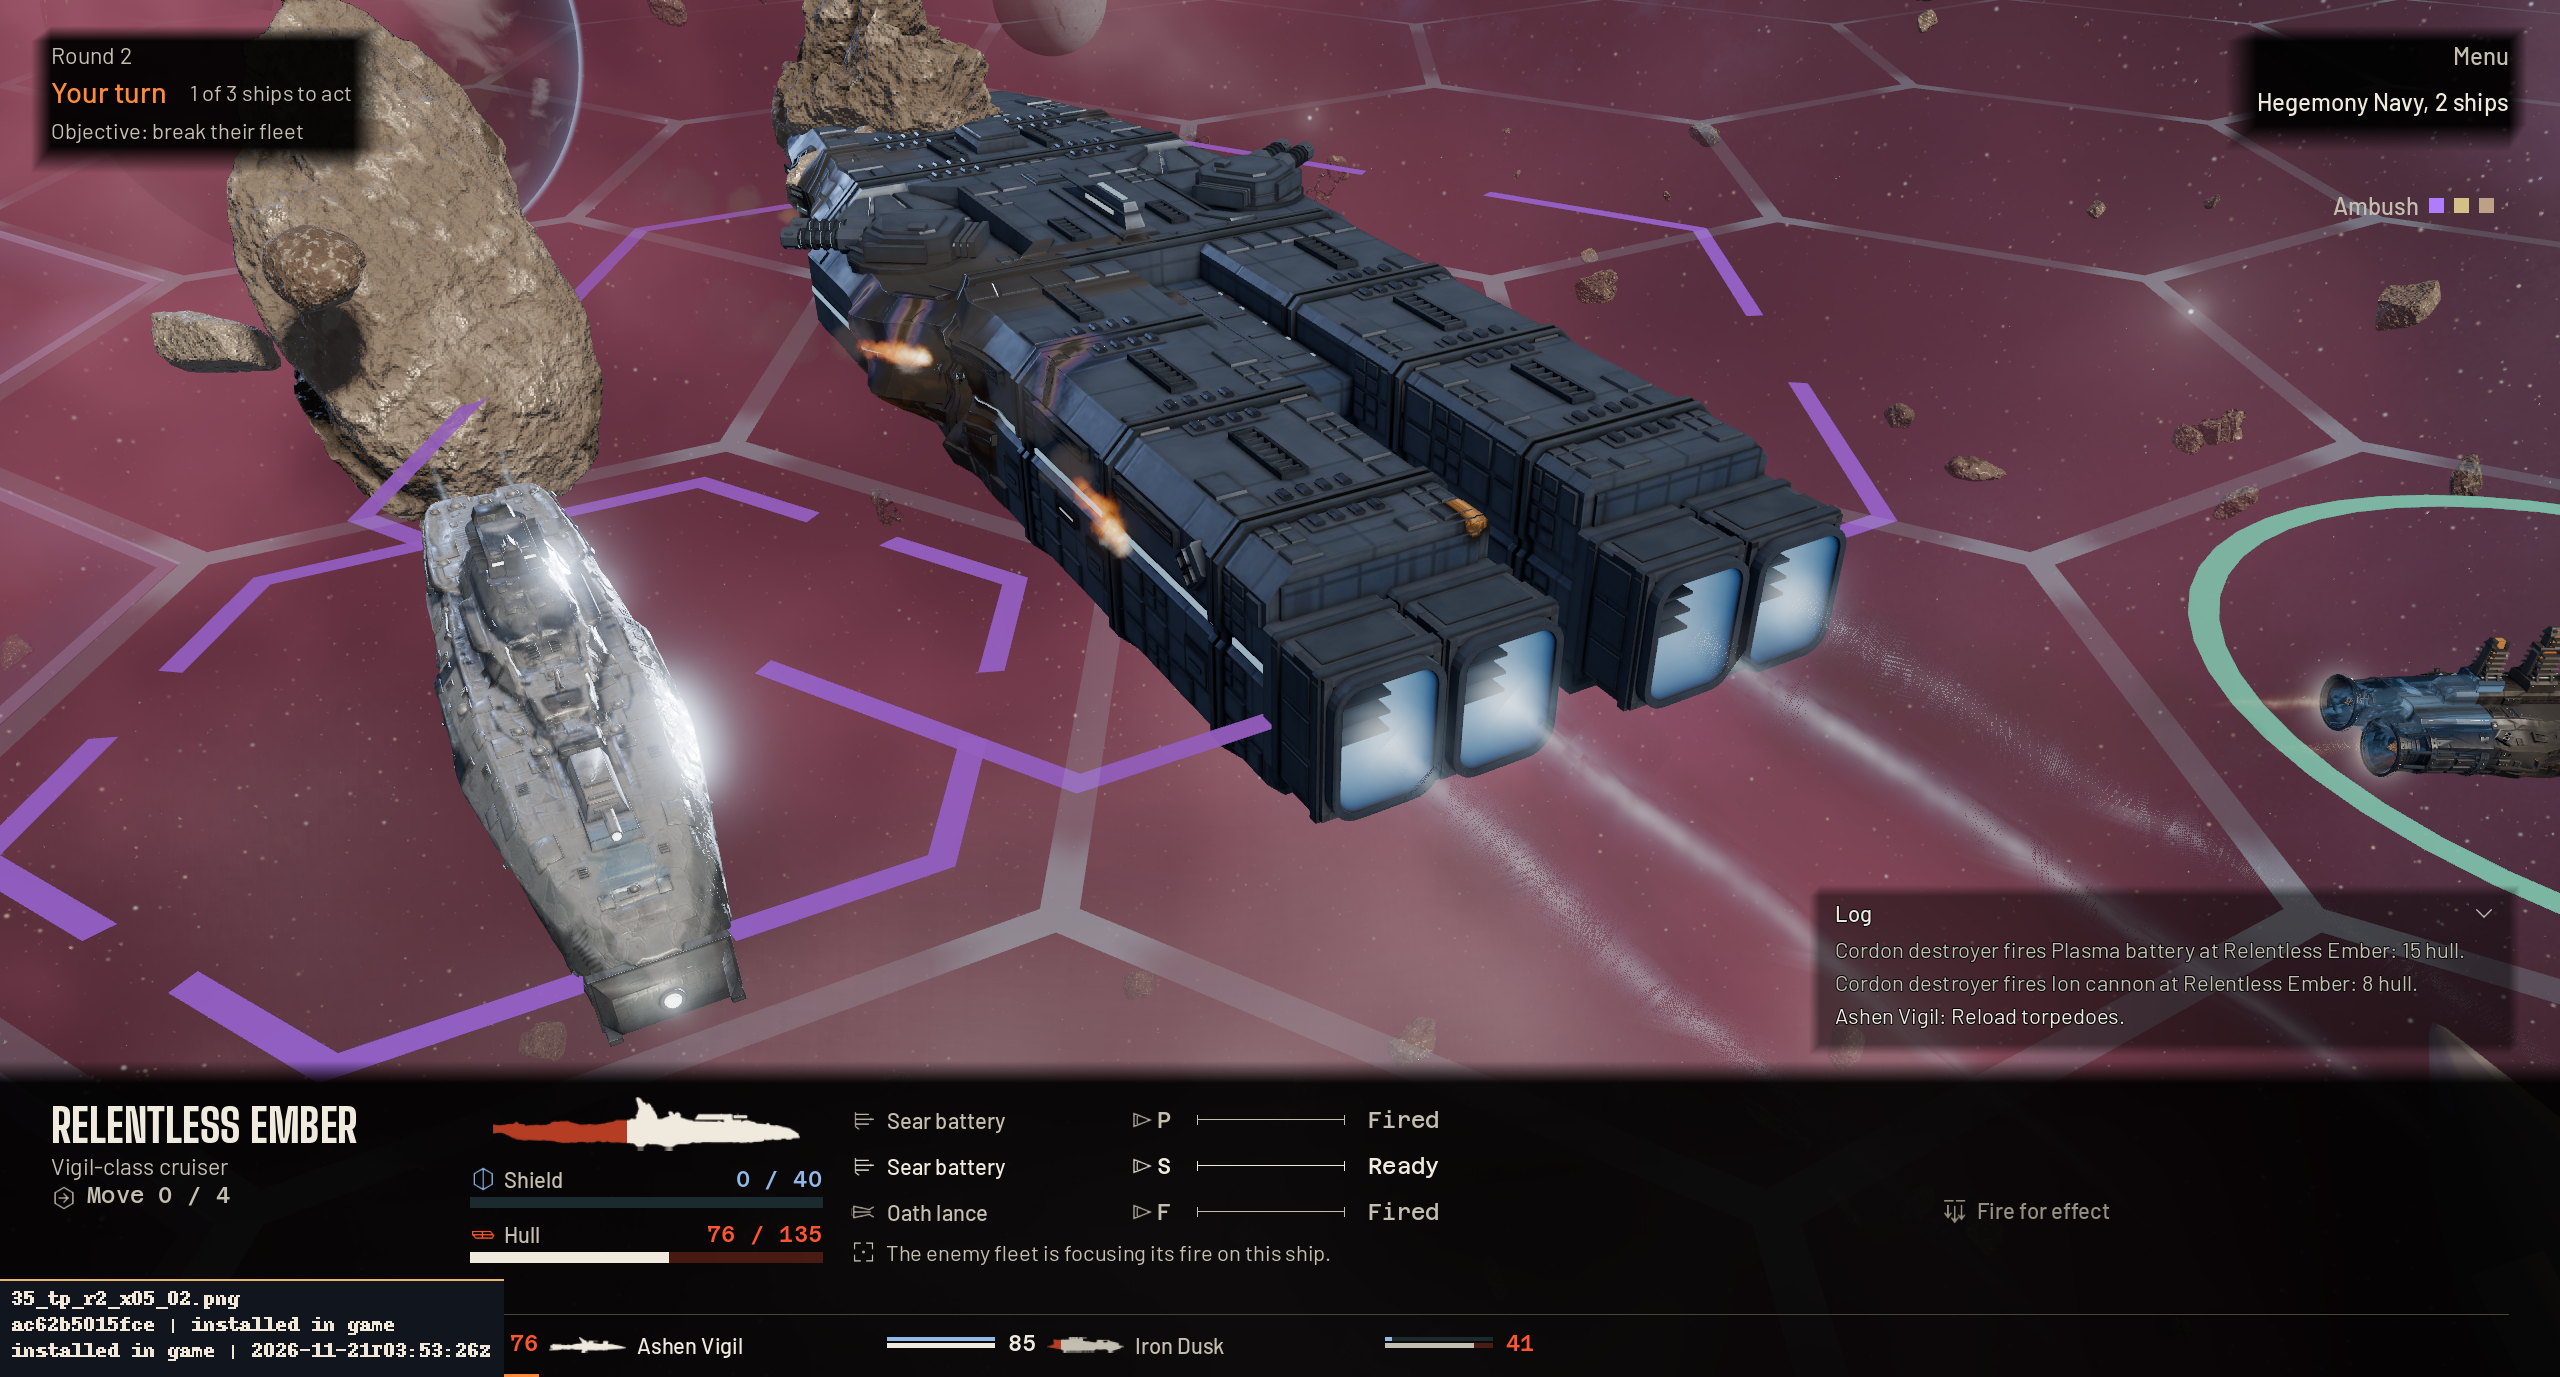 Round 2
Your turn 1 of 3 ships to act
Objective: break their fleet
Menu
Hegemony Navy, 2 ships
Ambush
Log
Cordon destroyer fires Plasma battery at Relentless Ember: 15 hull.
Cordon destroyer fires Ion cannon at Relentless Ember: 8 hull.
Ashen Vigil: Reload torpedoes.
RELENTLESS EMBER
Vigil-class cruiser
Move 0 / 4
Shield 0 / 40
Hull 76 / 135
Sear battery P Fired
Sear battery S Ready
Oath lance F Fired
The enemy fleet is focusing its fire on this ship.
Fire for effect
35_tp_r2_x05_02.png
ac62b5015fce | installed in game
installed in game | 2026-11-21T03:53:26Z
76 Ashen Vigil 85 Iron Dusk 41